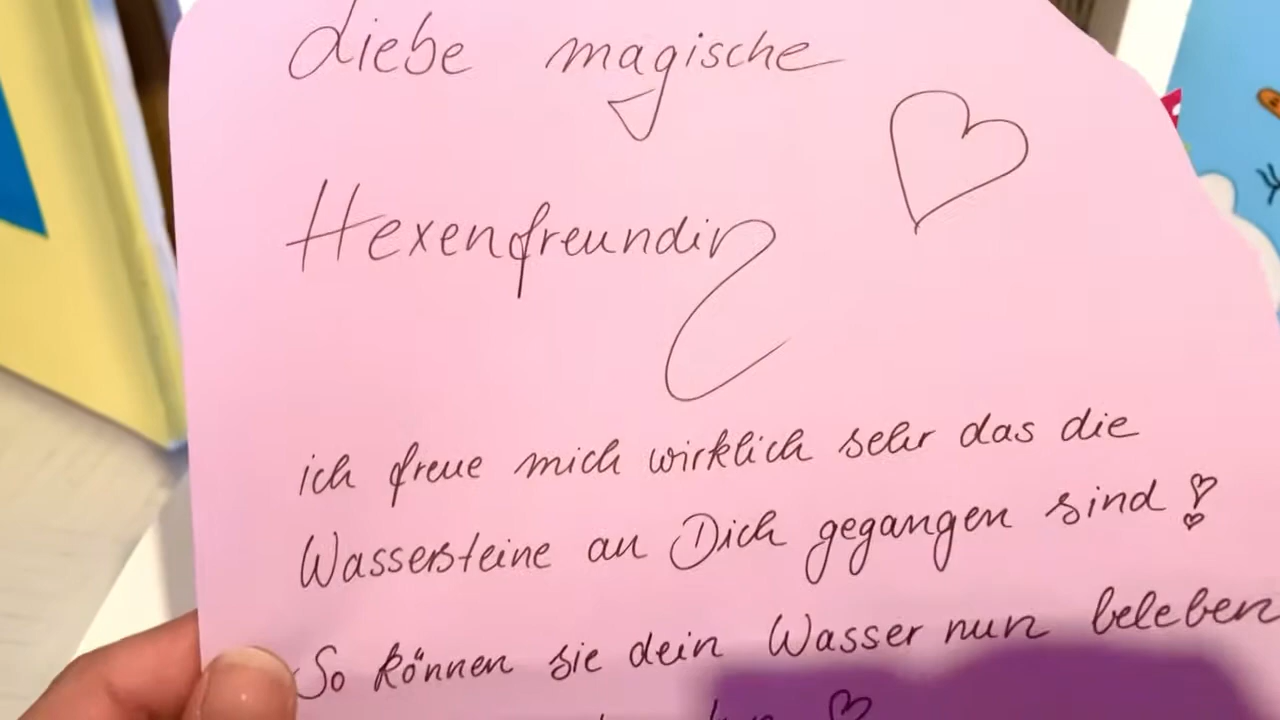 Liebe magische
Hexenfreundin
ich freue mich wirklich sehr das die
Wassersteine an Dich gegangen sind
So können sie dein Wasser nun beleben